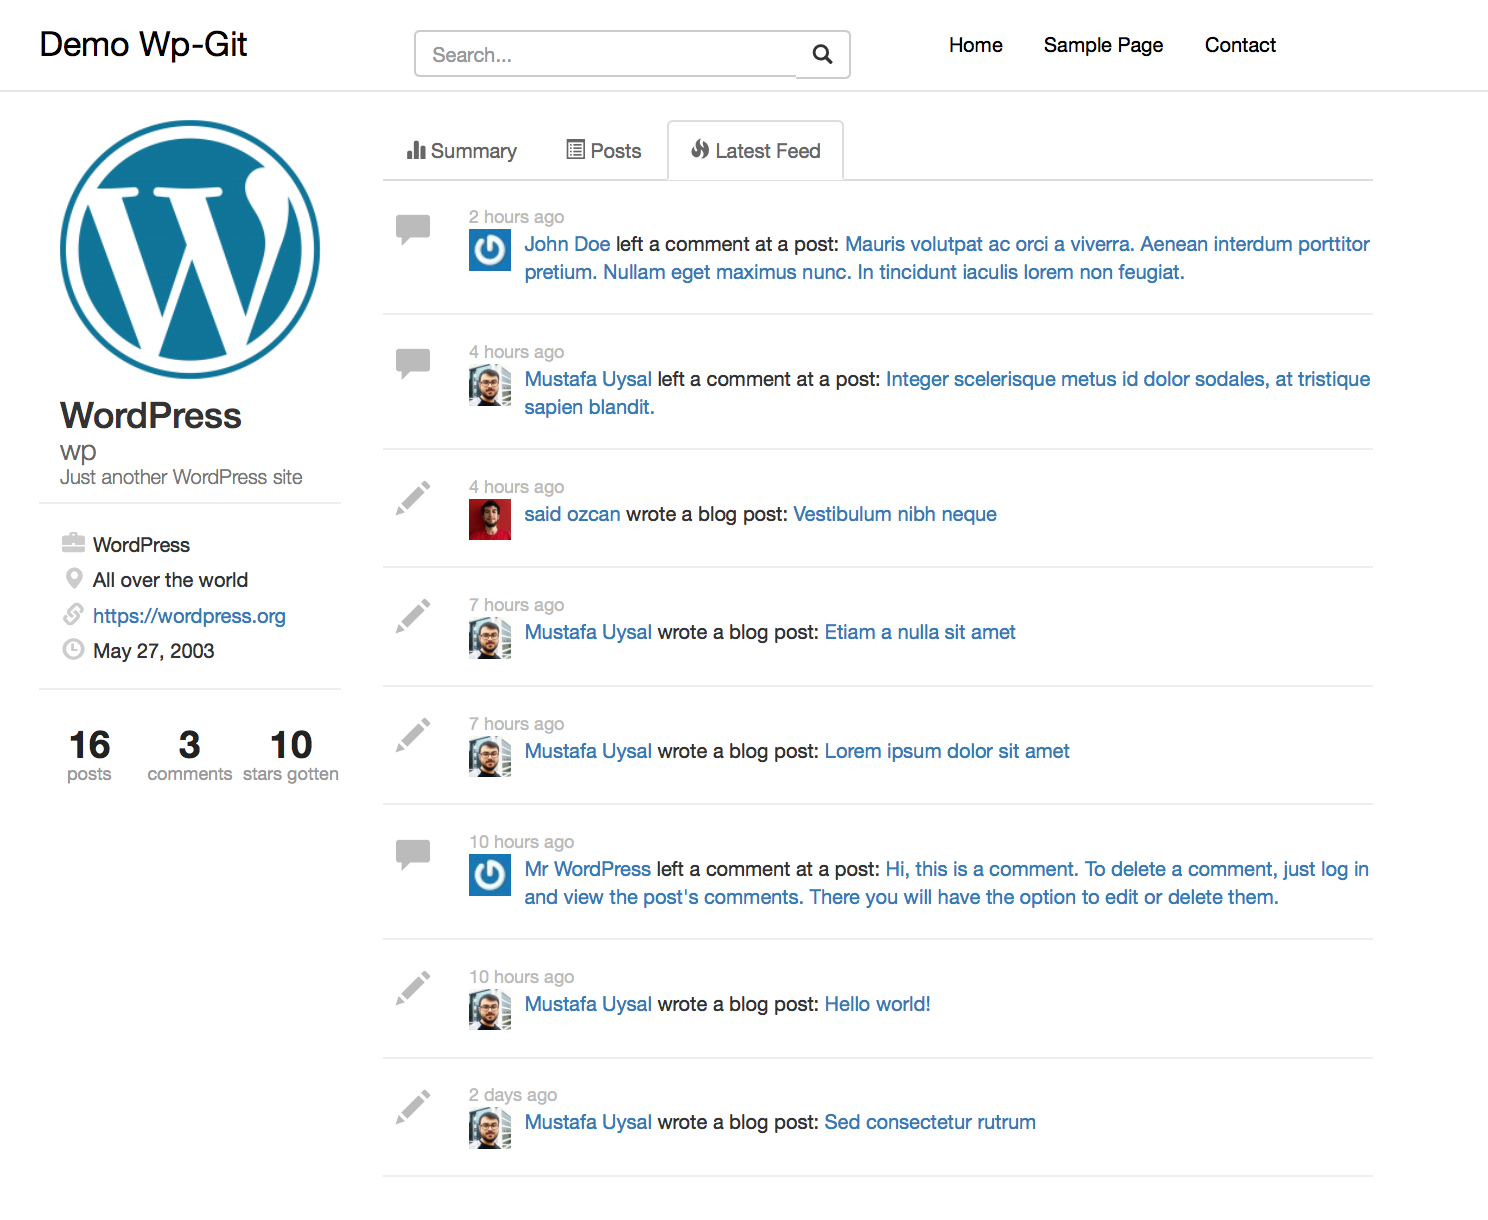 Demo Wp-Git
Search...
Home
Sample Page
Contact
WordPress
wp
Just another WordPress site
WordPress
All over the world
https://wordpress.org
May 27, 2003
16
posts
3
comments
10
stars gotten
Summary
Posts
Latest Feed
2 hours ago
John Doe left a comment at a post: Mauris volutpat ac orci a viverra. Aenean interdum porttitor
pretium. Nullam eget maximus nunc. In tincidunt iaculis lorem non feugiat.
4 hours ago
Mustafa Uysal left a comment at a post: Integer scelerisque metus id dolor sodales, at tristique
sapien blandit.
4 hours ago
said ozcan wrote a blog post: Vestibulum nibh neque
7 hours ago
Mustafa Uysal wrote a blog post: Etiam a nulla sit amet
7 hours ago
Mustafa Uysal wrote a blog post: Lorem ipsum dolor sit amet
10 hours ago
Mr WordPress left a comment at a post: Hi, this is a comment. To delete a comment, just log in
and view the post's comments. There you will have the option to edit or delete them.
10 hours ago
Mustafa Uysal wrote a blog post: Hello world!
2 days ago
Mustafa Uysal wrote a blog post: Sed consectetur rutrum